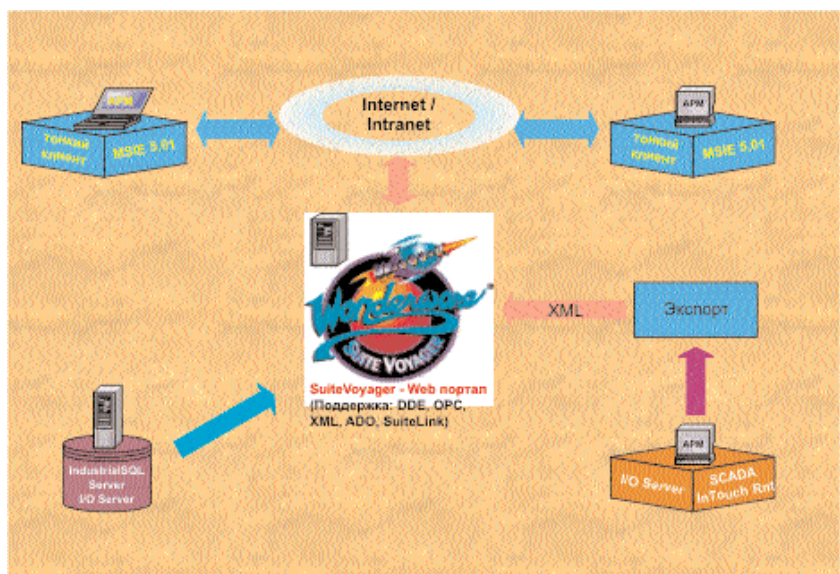 Internet /
Intranet
АРМ
Тонкий
клиент
MSIE 5,01
АРМ
Тонкий
клиент
MSIE 5,01
Wonderware
SUITE VOYAGER
XML
Экспорт
SuiteVoyager - Web портал
(Поддержка: DDE, OPC,
XML, ADO, SuiteLink)
IndustrialSQL
Server
I/O Server
АРМ
I/O Server
SCADA
InTouch Rnt